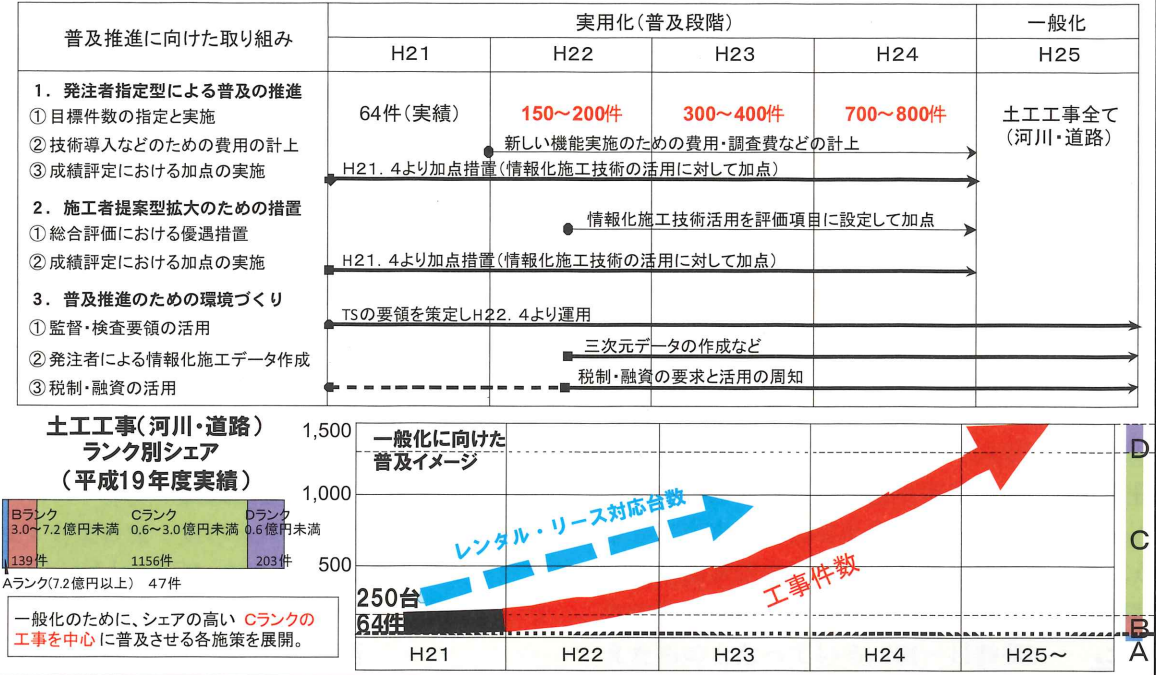 普及推進に向けた取り組み
実用化(普及段階)
一般化
H21
H22
H23
H24
H25
1. 発注者指定型による普及の推進
①目標件数の指定と実施
64件(実績)
150～200件
300～400件
700～800件
土工工事全て
(河川・道路)
②技術導入などのための費用の計上
新しい機能実施のための費用・調査費などの計上
③成績評定における加点の実施
H21. 4より加点措置(情報化施工技術の活用に対して加点)
2. 施工者提案型拡大のための措置
①総合評価における優遇措置
情報化施工技術活用を評価項目に設定して加点
②成績評定における加点の実施
H21. 4より加点措置(情報化施工技術の活用に対して加点)
3. 普及推進のための環境づくり
①監督・検査要領の活用
TSの要領を策定しH22. 4より運用
②発注者による情報化施工データ作成
三次元データの作成など
③税制・融資の活用
税制・融資の要求と活用の周知
土工工事(河川・道路)
ランク別シェア
(平成19年度実績)
Bランク
3.0～7.2億円未満
139件
Cランク
0.6～3.0億円未満
1156件
Dランク
0.6億円未満
203件
Aランク(7.2億円以上) 47件
一般化のために、シェアの高い Cランクの
工事を中心に普及させる各施策を展開。
1,500
1,000
500
一般化に向けた
普及イメージ
レンタル・リース対応台数
工事件数
250台
64件
H21
H22
H23
H24
H25～
D
C
B
A